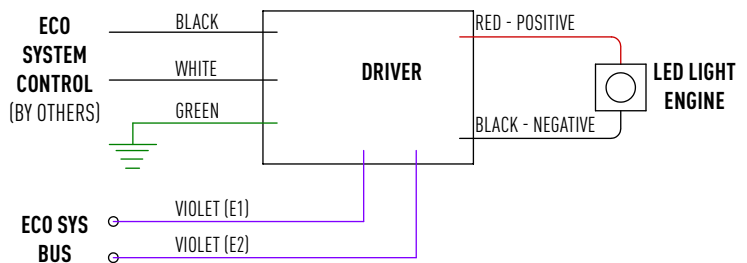 ECO
SYSTEM
CONTROL
(BY OTHERS)
BLACK
WHITE
GREEN
DRIVER
RED - POSITIVE
BLACK - NEGATIVE
LED LIGHT
ENGINE
ECO SYS
BUS
VIOLET (E1)
VIOLET (E2)